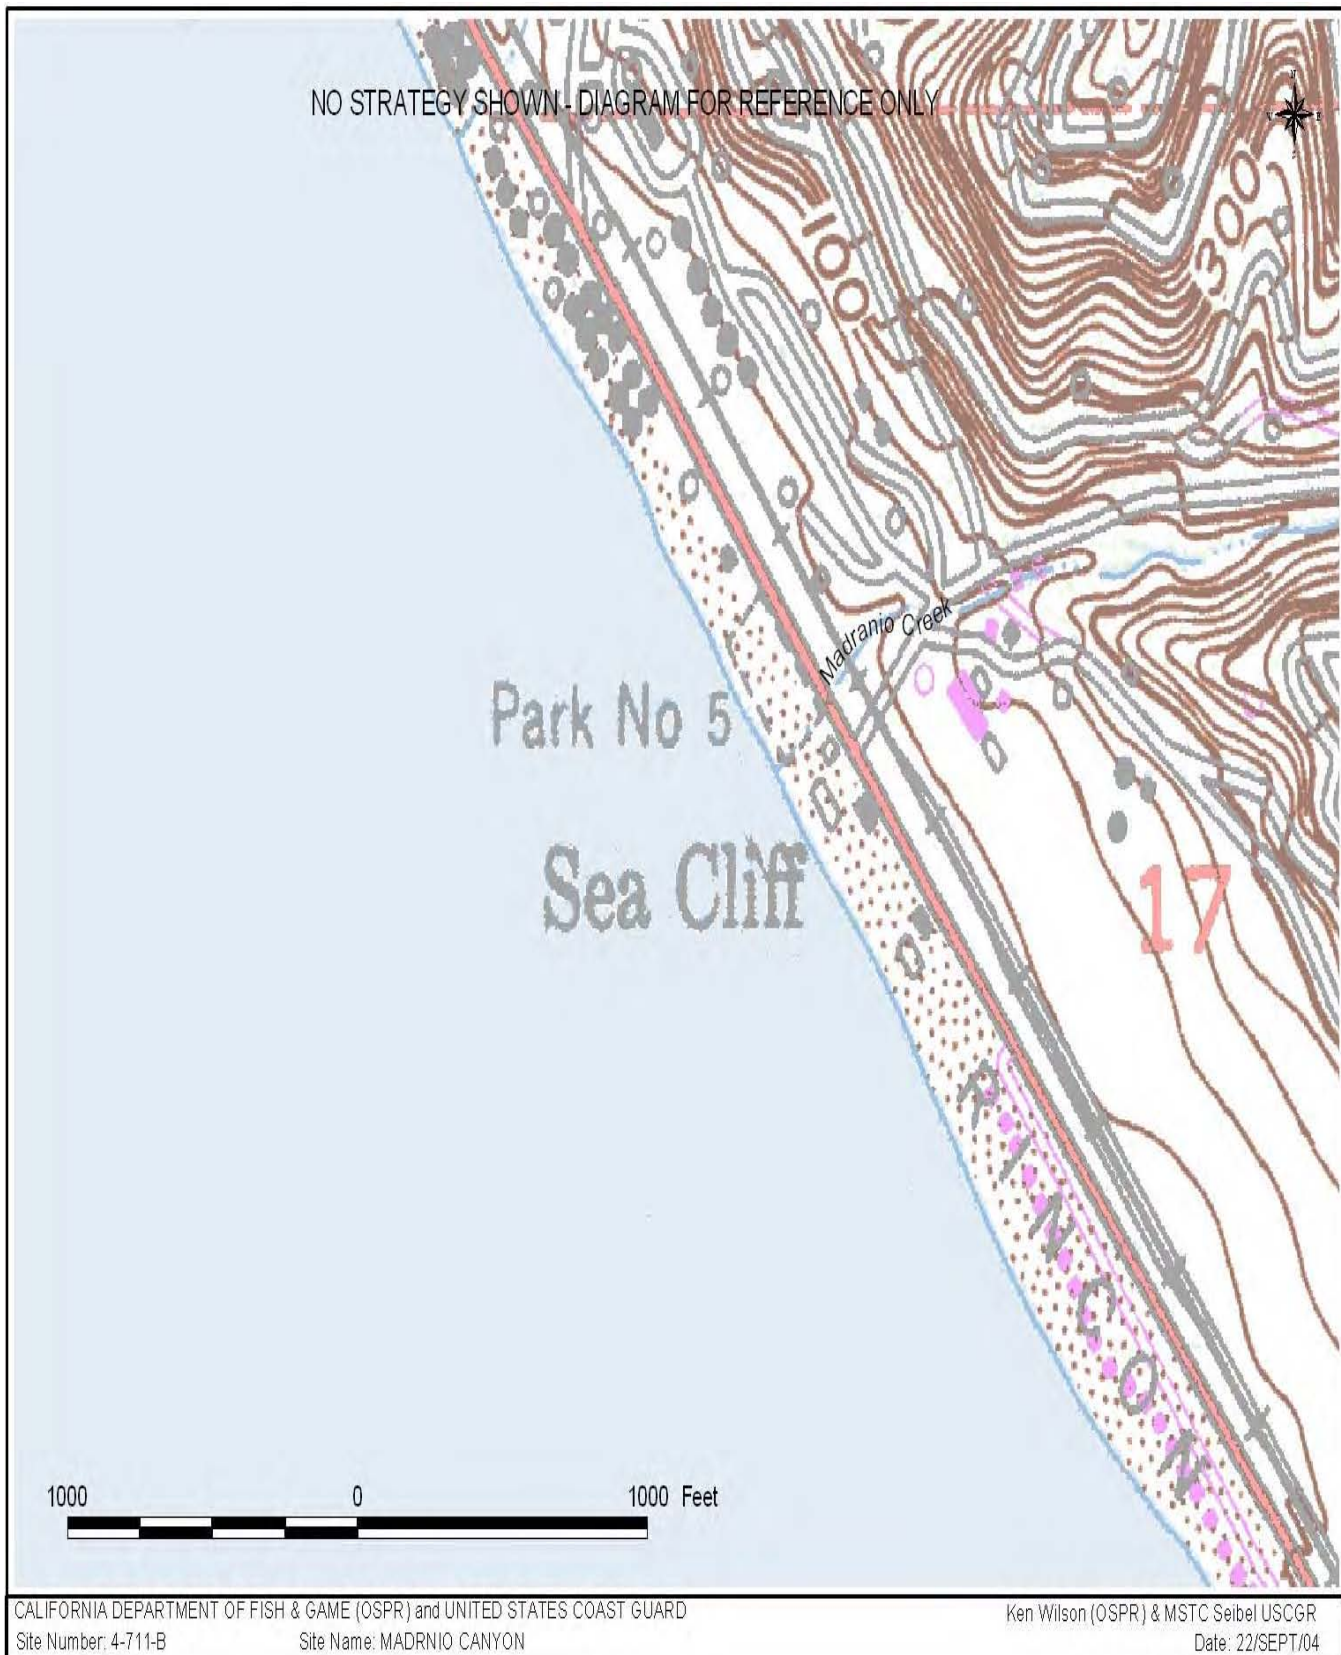 NO STRATEGY SHOWN - DIAGRAM FOR REFERENCE ONLY
100
300
Madranio Creek
Park No 5
Sea Cliff
17
RINCON
1000 0 1000 Feet
CALIFORNIA DEPARTMENT OF FISH & GAME (OSPR) and UNITED STATES COAST GUARD
Ken Wilson (OSPR) & MSTC Seibel USCGR
Site Number: 4-711-B Site Name: MADRNIO CANYON
Date: 22/SEPT/04